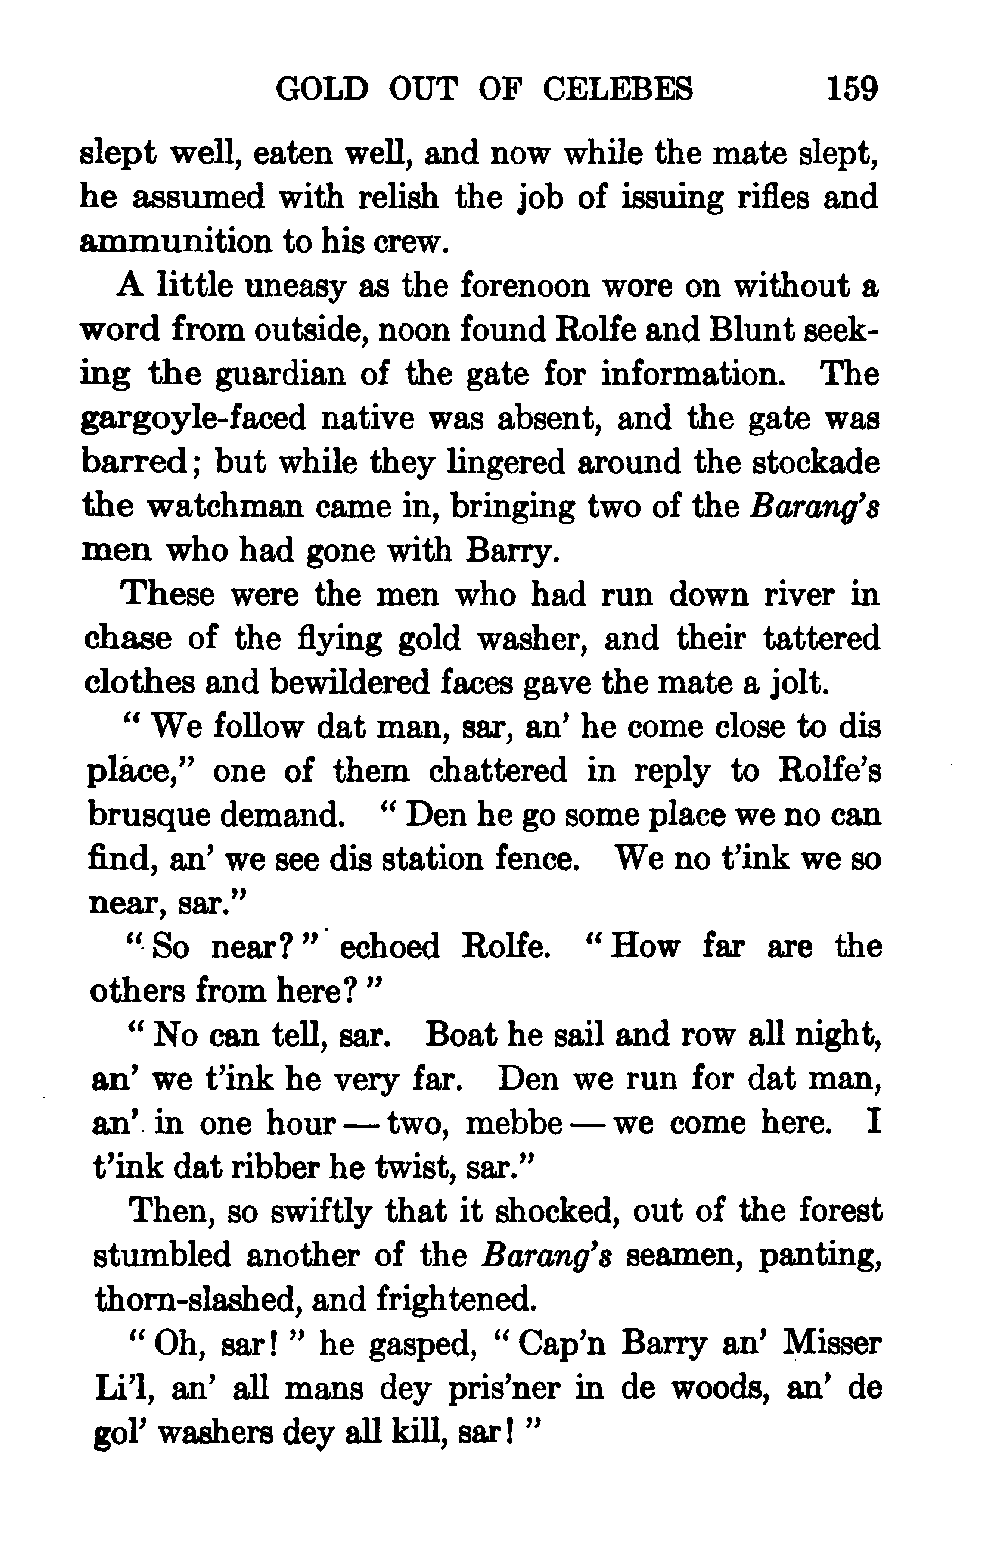 GOLD OUT OF CELEBES 159
slept well, eaten well, and now while the mate slept,
he assumed with relish the job of issuing rifles and
ammunition to his crew.
A little uneasy as the forenoon wore on without a
word from outside, noon found Rolfe and Blunt seek-
ing the guardian of the gate for information. The
gargoyle-faced native was absent, and the gate was
barred; but while they lingered around the stockade
the watchman came in, bringing two of the Barang's
men who had gone with Barry.
These were the men who had run down river in
chase of the flying gold washer, and their tattered
clothes and bewildered faces gave the mate a jolt.
“ We follow dat man, sar, an’ he come close to dis
place,” one of them chattered in reply to Rolfe’s
brusque demand. “ Den he go some place we no can
find, an’ we see dis station fence. We no t’ink we so
near, sar.”
“ So near? ” echoed Rolfe. “ How far are the
others from here? ”
“ No can tell, sar. Boat he sail and row all night,
an’ we t’ink he very far. Den we run for dat man,
an’ in one hour — two, mebbe — we come here. I
t’ink dat ribber he twist, sar.”
Then, so swiftly that it shocked, out of the forest
stumbled another of the Barang’s seamen, panting,
thorn-slashed, and frightened.
“ Oh, sar! ” he gasped, “ Cap’n Barry an’ Misser
Li’l, an’ all mans dey pris’ner in de woods, an’ de
gol’ washers dey all kill, sar! ”